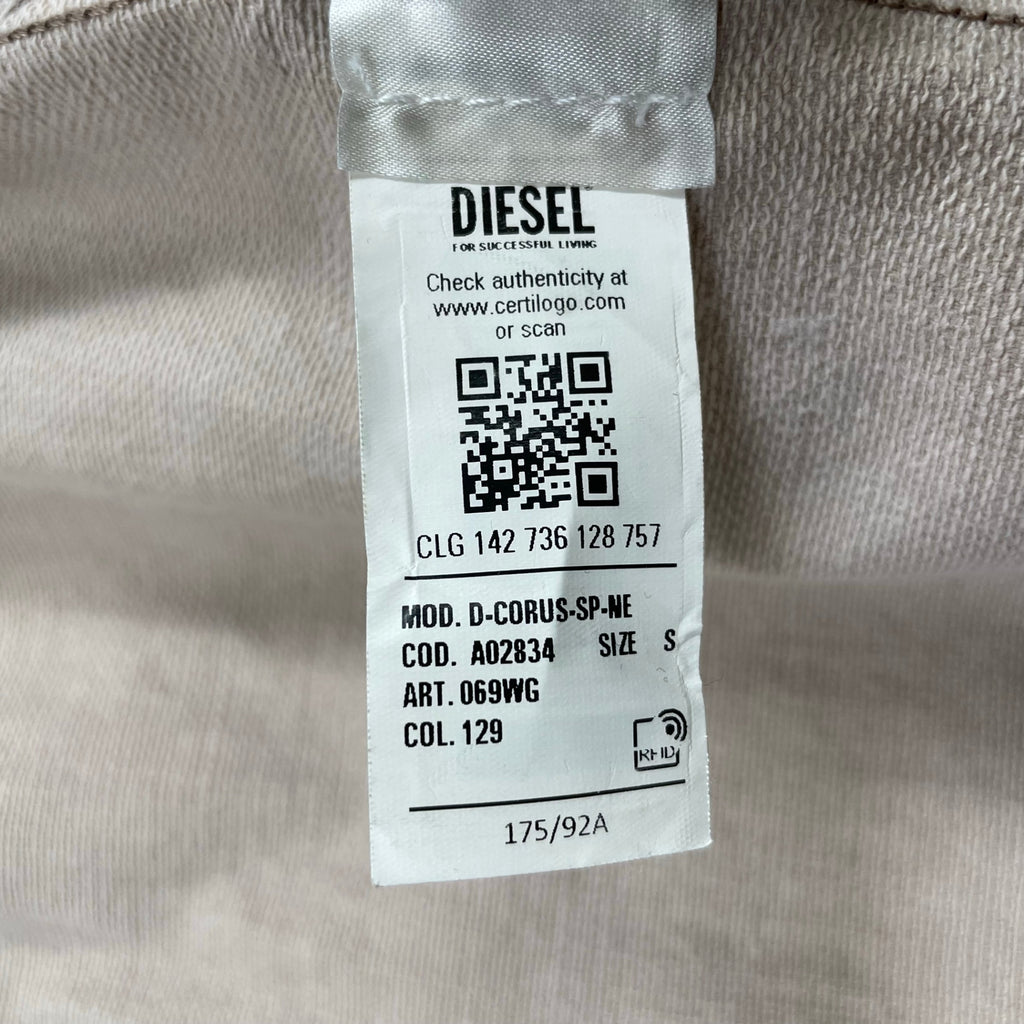 DIESEL
FOR SUCCESSFUL LIVING
Check authenticity at
www.certilogo.com
or scan
CLG 142 736 128 757
MOD. D-CORUS-SP-NE
COD. A02834 SIZE S
ART. 069WG
COL. 129
RFID
175/92A